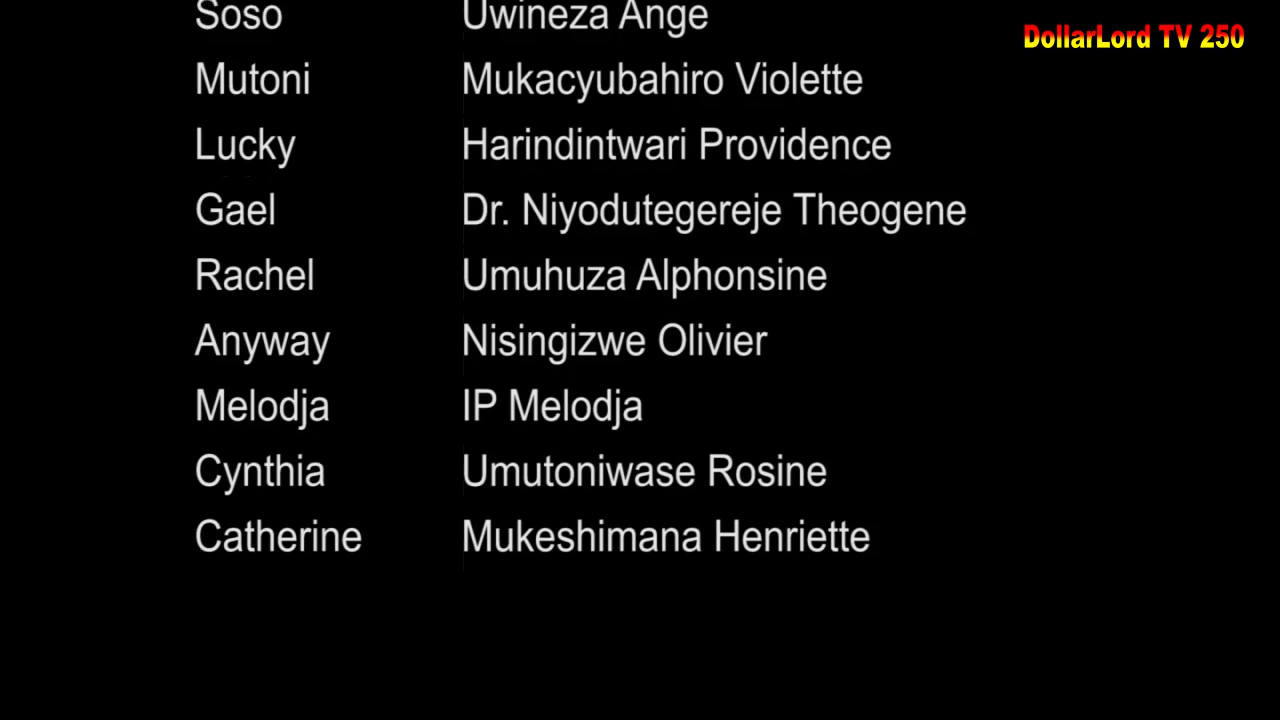 Soso Uwineza Ange
DollarLord TV 250
Mutoni Mukacyubahiro Violette
Lucky Harindintwari Providence
Gael Dr. Niyodutegereje Theogene
Rachel Umuhuza Alphonsine
Anyway Nisingizwe Olivier
Melodja IP Melodja
Cynthia Umutoniwase Rosine
Catherine Mukeshimana Henriette